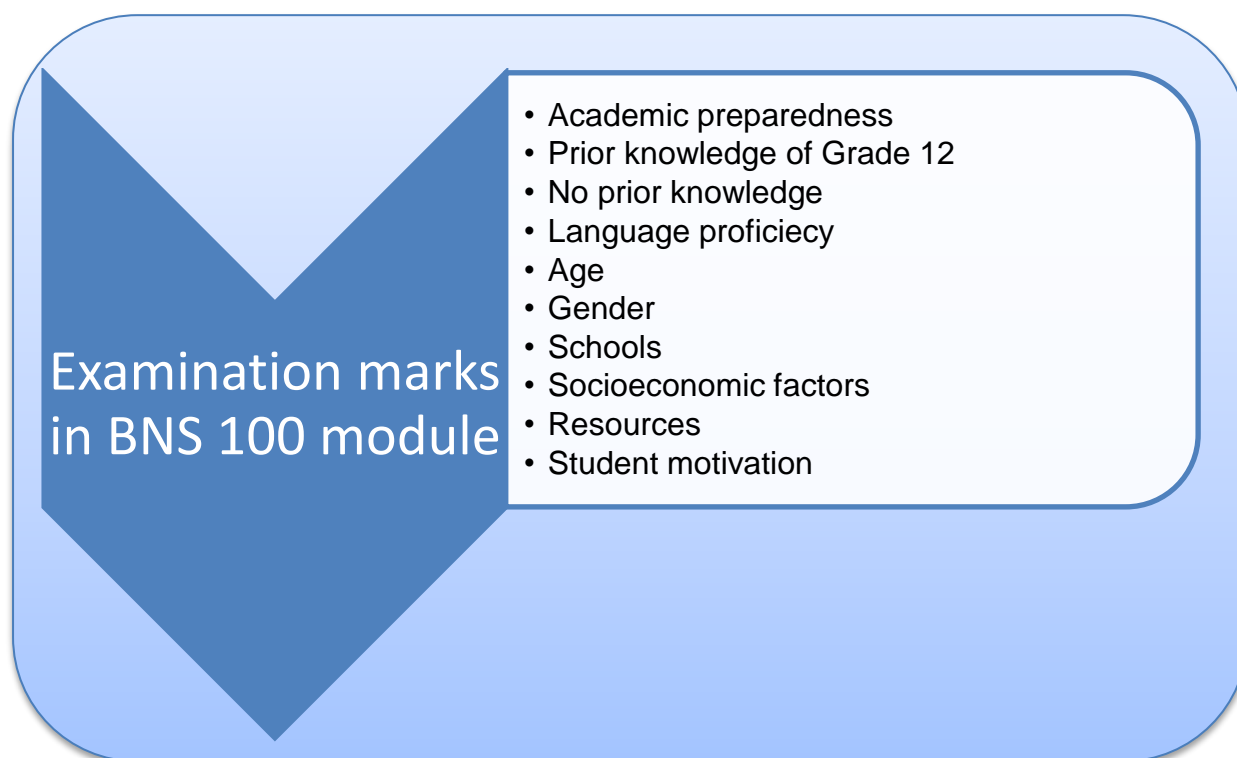 Examination marks
in BNS 100 module
• Academic preparedness
• Prior knowledge of Grade 12
• No prior knowledge
• Language proficiecy
• Age
• Gender
• Schools
• Socioeconomic factors
• Resources
• Student motivation